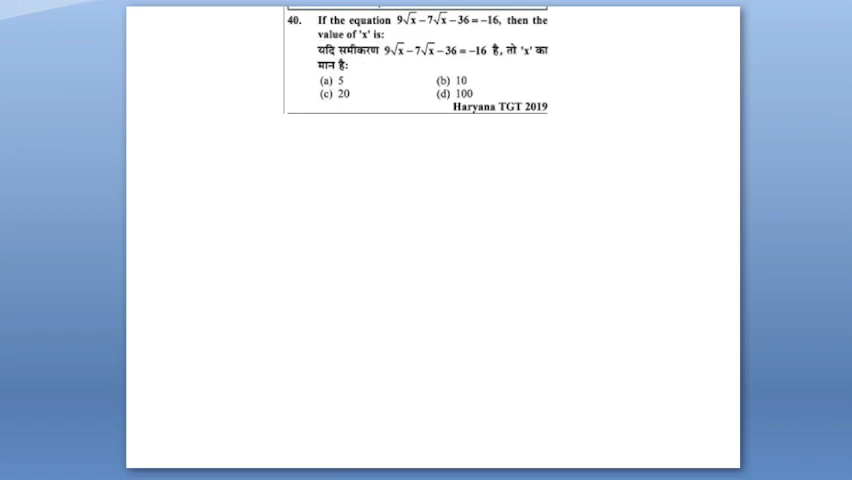 40. If the equation 9√x – 7√x – 36 = –16, then the
value of 'x' is:
यदि समीकरण 9√x – 7√x – 36 = –16 है, तो 'x' का
मान है:
(a) 5 (b) 10
(c) 20 (d) 100
Haryana TGT 2019